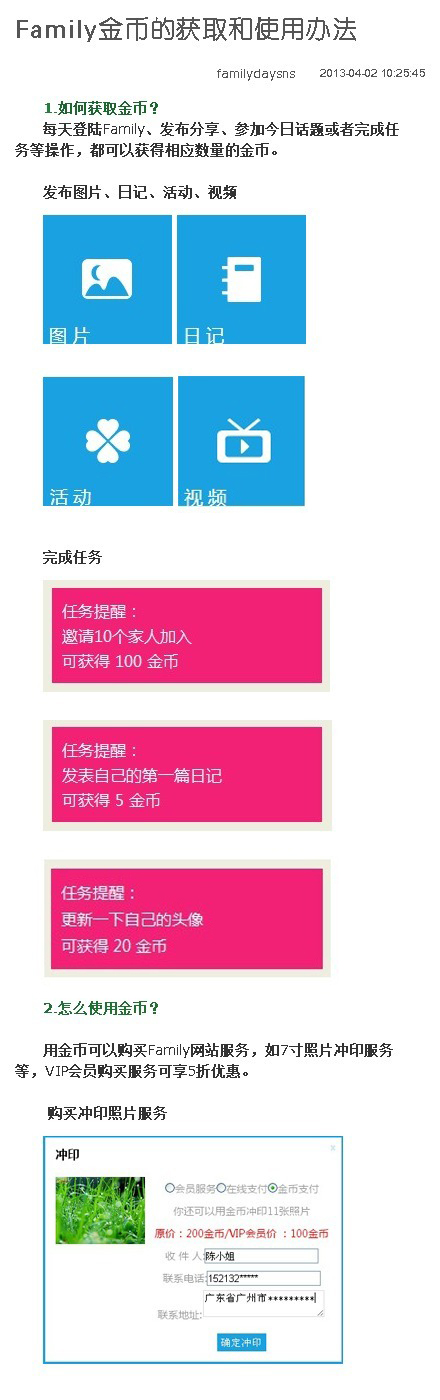 Family金币的获取和使用办法
familydaysns 2013-04-02 10:25:45
1.如何获取金币？
每天登陆Family、发布分享、参加今日话题或者完成任
务等操作，都可以获得相应数量的金币。
发布图片、日记、活动、视频
图片 日记
活动 视频
完成任务
任务提醒：
邀请10个家人加入
可获得 100 金币
任务提醒：
发表自己的第一篇日记
可获得 5 金币
任务提醒：
更新一下自己的头像
可获得 20 金币
2.怎么使用金币？
用金币可以购买Family网站服务，如7寸照片冲印服务
等，VIP会员购买服务可享5折优惠。
购买冲印照片服务
冲印 ×
会员服务 在线支付 金币支付
你还可以用金币冲印11张照片
原价：200金币/VIP会员价 ：100金币
收 件 人:陈小姐
联系电话:152132*****
联系地址:广东省广州市*********
确定冲印